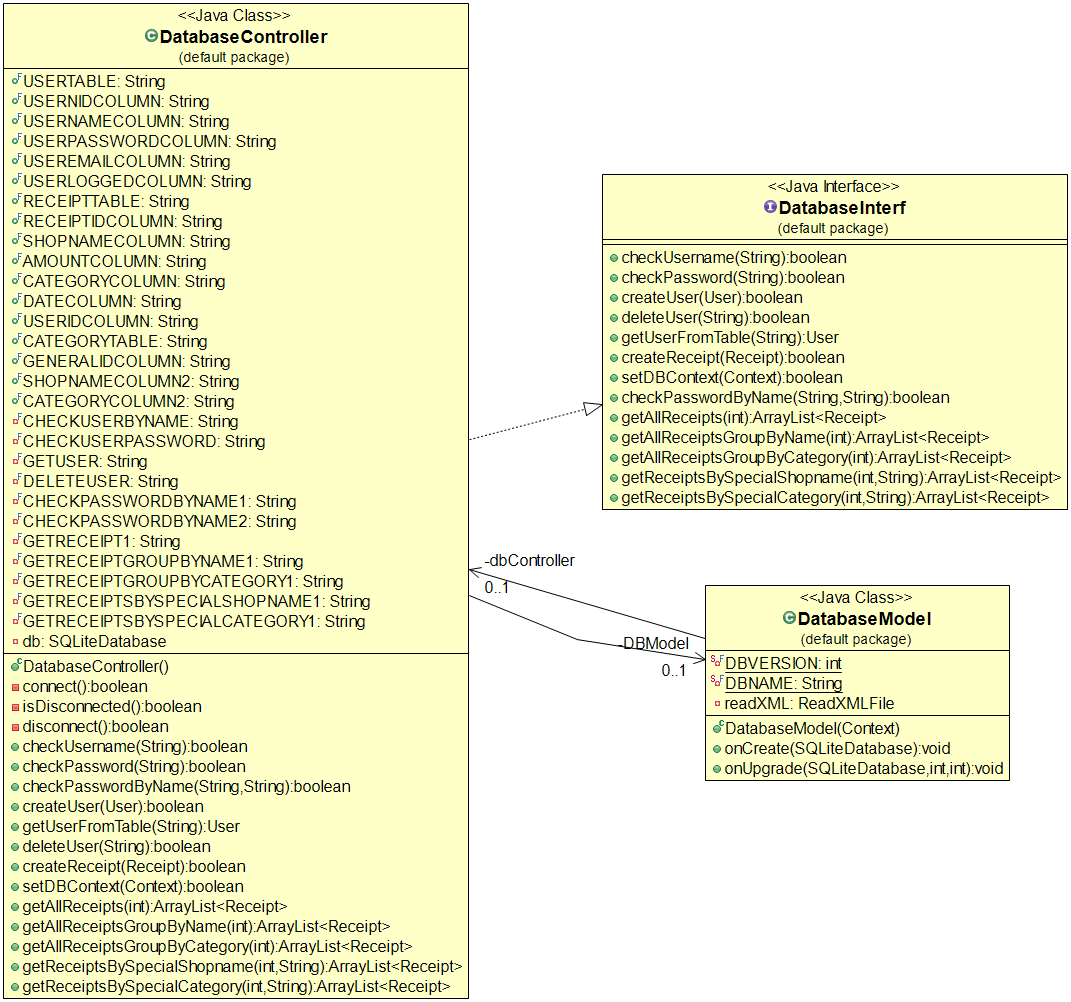 <<Java Class>>
DatabaseController
(default package)
USERTABLE: String
USERNIDCOLUMN: String
USERNAMECOLUMN: String
USERPASSWORDCOLUMN: String
USEREMAILCOLUMN: String
USERLOGGEDCOLUMN: String
RECEIPTTABLE: String
RECEIPTIDCOLUMN: String
SHOPNAMECOLUMN: String
AMOUNTCOLUMN: String
CATEGORYCOLUMN: String
DATECOLUMN: String
USERIDCOLUMN: String
CATEGORYTABLE: String
GENERALIDCOLUMN: String
SHOPNAMECOLUMN2: String
CATEGORYCOLUMN2: String
CHECKUSERBYNAME: String
CHECKUSERPASSWORD: String
GETUSER: String
DELETEUSER: String
CHECKPASSWORDBYNAME1: String
CHECKPASSWORDBYNAME2: String
GETRECEIPT1: String
GETRECEIPTGROUPBYNAME1: String
GETRECEIPTGROUPBYCATEGORY1: String
GETRECEIPTSBYSPECIALSHOPNAME1: String
GETRECEIPTSBYSPECIALCATEGORY1: String
db: SQLiteDatabase
DatabaseController()
connect():boolean
isDisconnected():boolean
disconnect():boolean
checkUsername(String):boolean
checkPassword(String):boolean
checkPasswordByName(String,String):boolean
createUser(User):boolean
getUserFromTable(String):User
deleteUser(String):boolean
createReceipt(Receipt):boolean
setDBContext(Context):boolean
getAllReceipts(int):ArrayList<Receipt>
getAllReceiptsGroupByName(int):ArrayList<Receipt>
getAllReceiptsGroupByCategory(int):ArrayList<Receipt>
getReceiptsBySpecialShopname(int,String):ArrayList<Receipt>
getReceiptsBySpecialCategory(int,String):ArrayList<Receipt>
<<Java Interface>>
DatabaseInterf
(default package)
checkUsername(String):boolean
checkPassword(String):boolean
createUser(User):boolean
deleteUser(String):boolean
getUserFromTable(String):User
createReceipt(Receipt):boolean
setDBContext(Context):boolean
checkPasswordByName(String,String):boolean
getAllReceipts(int):ArrayList<Receipt>
getAllReceiptsGroupByName(int):ArrayList<Receipt>
getAllReceiptsGroupByCategory(int):ArrayList<Receipt>
getReceiptsBySpecialShopname(int,String):ArrayList<Receipt>
getReceiptsBySpecialCategory(int,String):ArrayList<Receipt>
-dbController
0..1
-DBModel
0..1
<<Java Class>>
DatabaseModel
(default package)
DBVERSION: int
DBNAME: String
readXML: ReadXMLFile
DatabaseModel(Context)
onCreate(SQLiteDatabase):void
onUpgrade(SQLiteDatabase,int,int):void